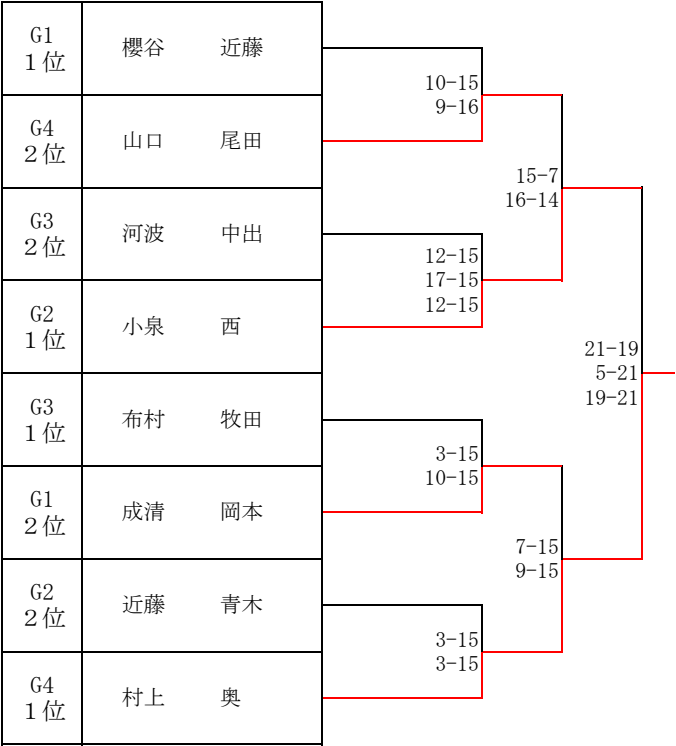 G1
１位
櫻谷 近藤
10-15
9-16
G4
２位
山口 尾田
15-7
16-14
G3
２位
河波 中出
12-15
17-15
12-15
G2
１位
小泉 西
21-19
5-21
19-21
G3
１位
布村 牧田
3-15
10-15
G1
２位
成清 岡本
7-15
9-15
G2
２位
近藤 青木
3-15
3-15
G4
１位
村上 奥